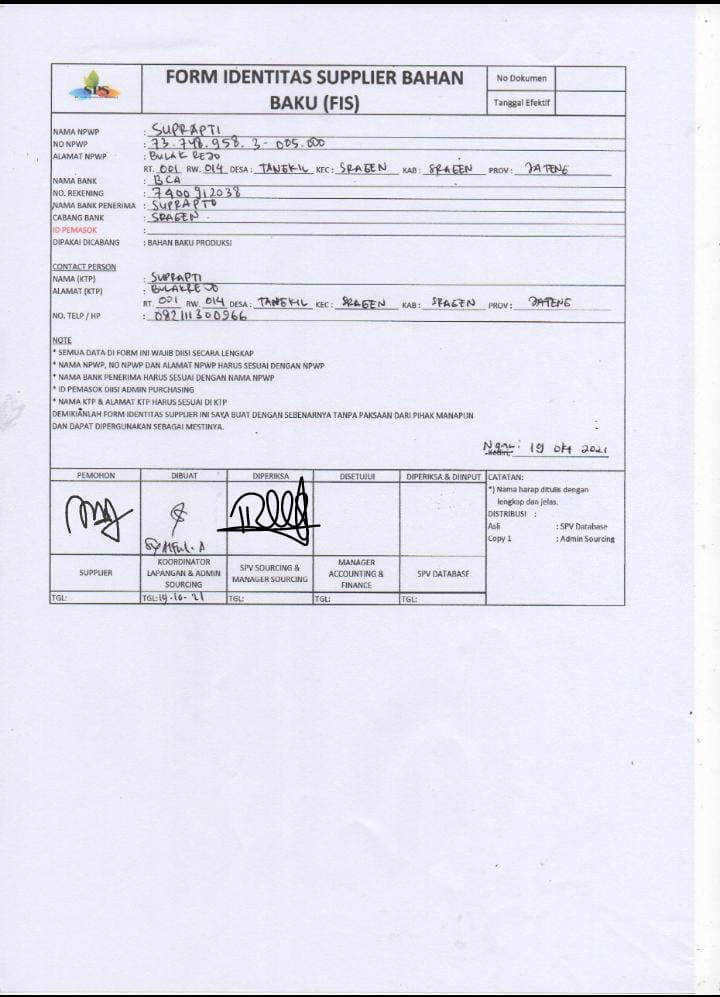 SPS
FORM IDENTITAS SUPPLIER BAHAN
BAKU (FIS)
No Dokumen
Tanggal Efektif
NAMA NPWP : SUPRAPTI
NO NPWP : 73.748.958.3-005.000
ALAMAT NPWP : BULAK REJO
RT. 001 RW. 014 DESA : TANGKIL KEC : SRAGEN KAB : SRAGEN PROV : JATENG
NAMA BANK : BCA
NO. REKENING : 7900912038
NAMA BANK PENERIMA : SUPRAPTO
CABANG BANK : SRAGEN.
ID PEMASOK :
DIPAKAI DICABANG : BAHAN BAKU PRODUKSI
CONTACT PERSON
NAMA (KTP) : SUPRAPTI
ALAMAT (KTP) : BULAKREJO
RT. 001 RW. 014 DESA : TANGKIL KEC : SRAGEN KAB : SRAGEN PROV : JATENG
NO. TELP / HP : 082111300966
NOTE
* SEMUA DATA DI FORM INI WAJIB DIISI SECARA LENGKAP
* NAMA NPWP, NO NPWP DAN ALAMAT NPWP HARUS SESUAI DENGAN NPWP
* NAMA BANK PENERIMA HARUS SESUAI DENGAN NAMA NPWP
* ID PEMASOK DIISI ADMIN PURCHASING
* NAMA KTP & ALAMAT KTP HARUS SESUAI DI KTP
DEMIKIANLAH FORM IDENTITAS SUPPLIER INI SAYA BUAT DENGAN SEBENARNYA TANPA PAKSAAN DARI PIHAK MANAPUN
DAN DAPAT DIPERGUNAKAN SEBAGAI MESTINYA.
19 Okt 2021
PEMOHON DIBUAT DIPERIKSA DISETUJUI DIPERIKSA & DIINPUT
CATATAN:
*) Nama harap ditulis dengan
lengkap dan jelas.
DISTRIBUSI :
Asli : SPV Database
Copy 1 : Admin Sourcing
SUPPLIER
KOORDINATOR
LAPANGAN & ADMIN
SOURCING
SPV SOURCING &
MANAGER SOURCING
MANAGER
ACCOUNTING &
FINANCE
SPV DATABASE
TGL: TGL: 19-10-21 TGL: TGL: TGL: